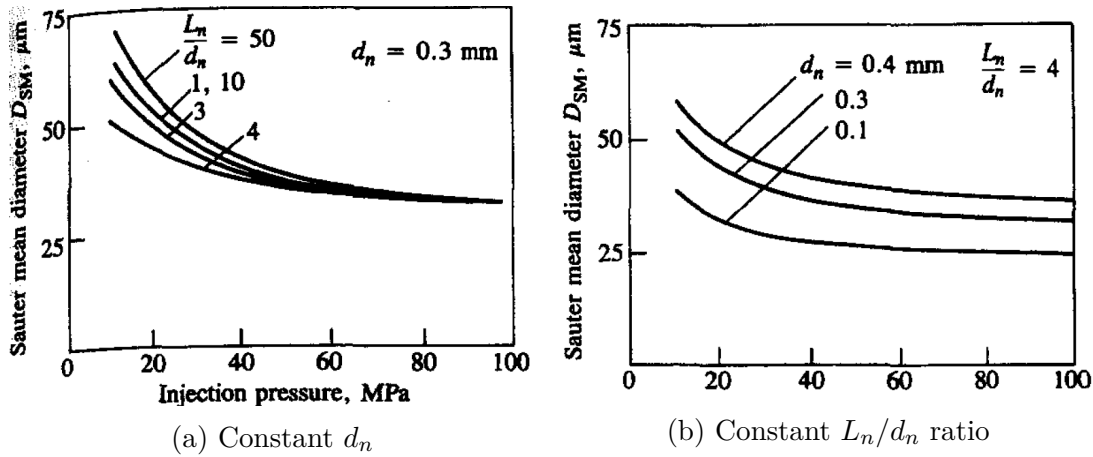 75
50
25
0
Sauter mean diameter D_SM, μm
L_n/d_n = 50
1, 10
3
4
d_n = 0.3 mm
20 40 60 80 100
Injection pressure, MPa
(a) Constant d_n
75
50
25
Sauter mean diameter D_SM, μm
d_n = 0.4 mm
0.3
0.1
L_n/d_n = 4
0 20 40 60 80 100
(b) Constant L_n/d_n ratio